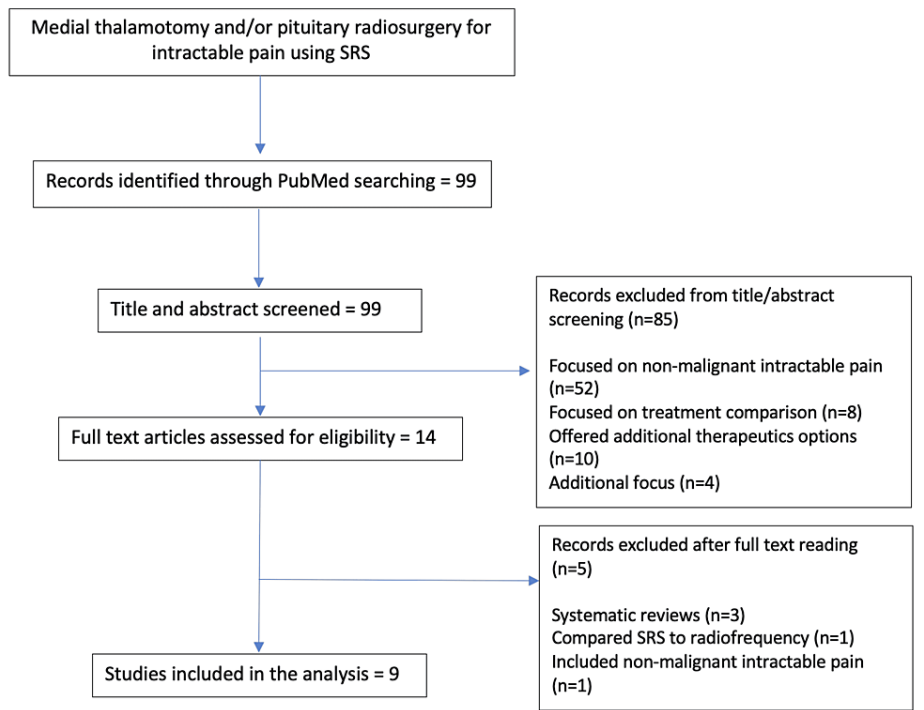 Medial thalamotomy and/or pituitary radiosurgery for
intractable pain using SRS
Records identified through PubMed searching = 99
Title and abstract screened = 99
Records excluded from title/abstract
screening (n=85)
Focused on non-malignant intractable pain
(n=52)
Focused on treatment comparison (n=8)
Offered additional therapeutics options
(n=10)
Additional focus (n=4)
Full text articles assessed for eligibility = 14
Records excluded after full text reading
(n=5)
Systematic reviews (n=3)
Compared SRS to radiofrequency (n=1)
Included non-malignant intractable pain
(n=1)
Studies included in the analysis = 9